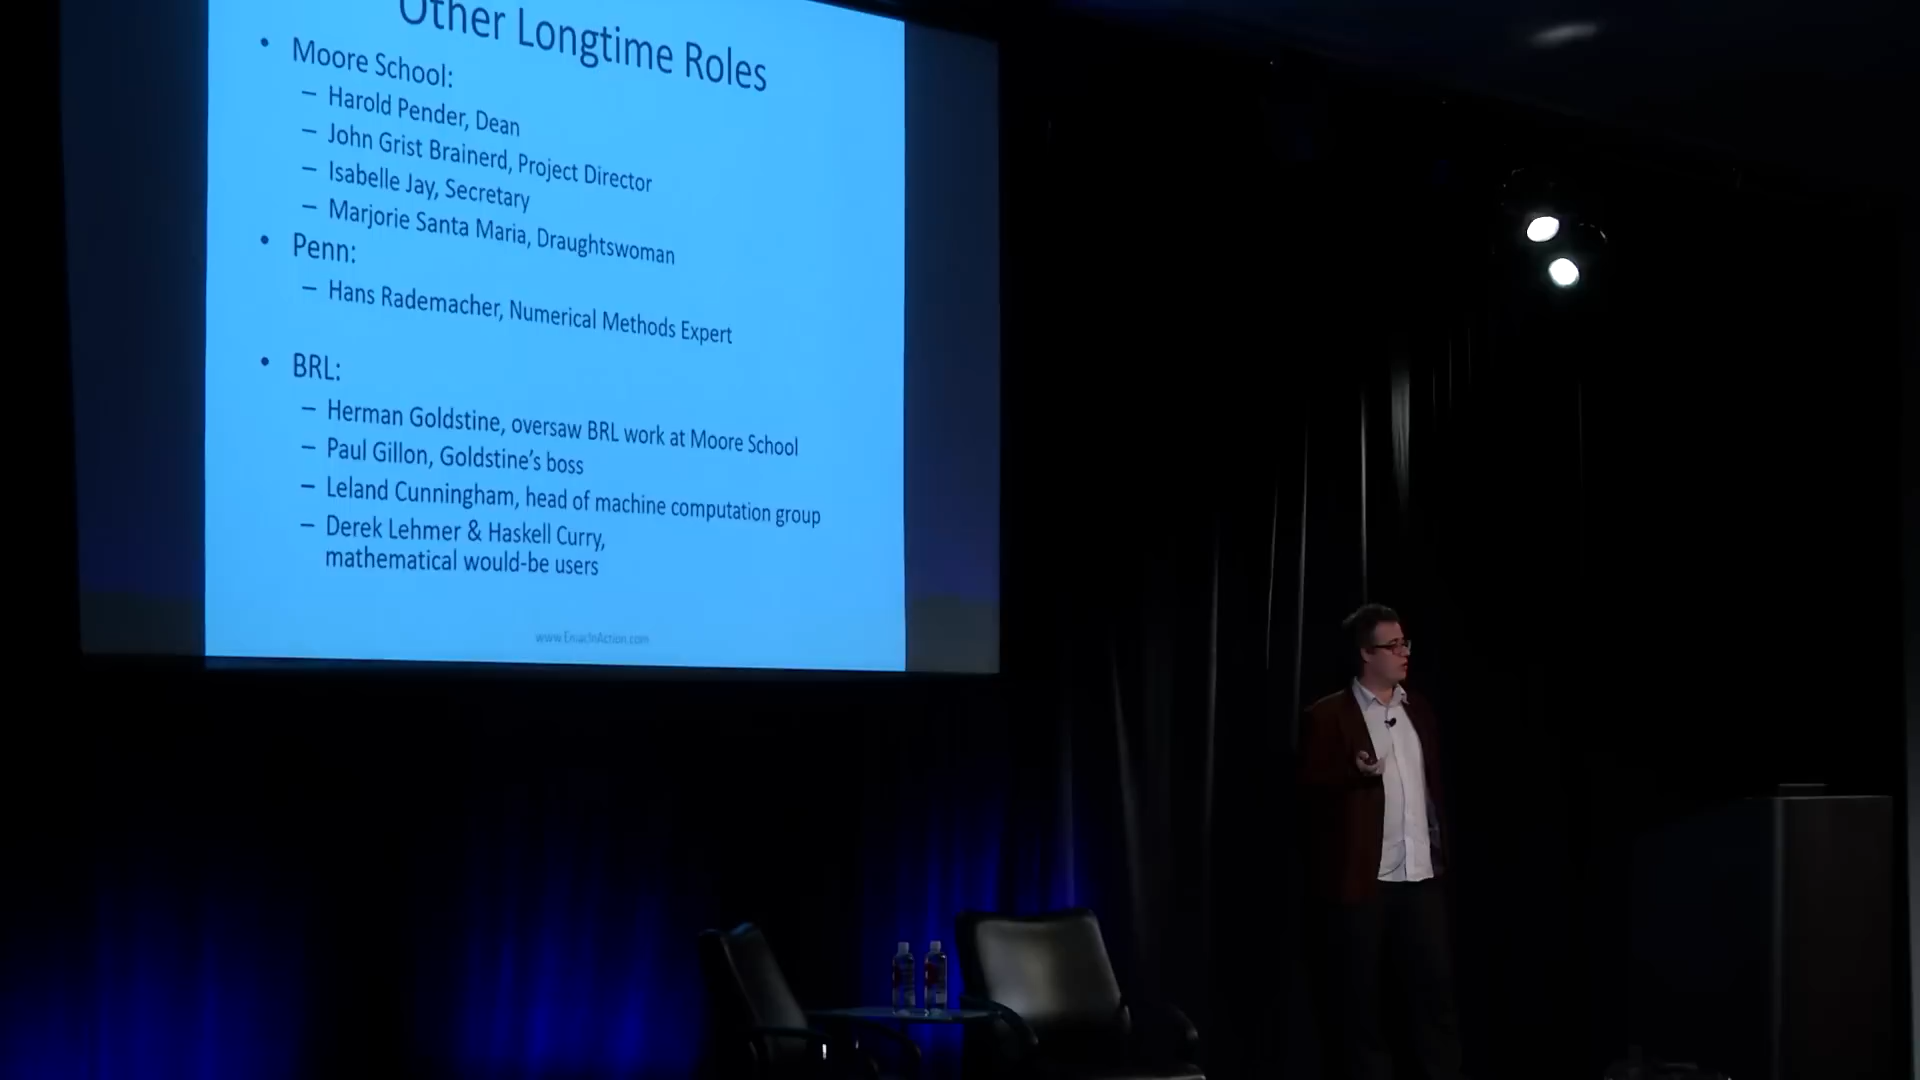 Other Longtime Roles
• Moore School:
– Harold Pender, Dean
– John Grist Brainerd, Project Director
– Isabelle Jay, Secretary
– Marjorie Santa Maria, Draughtswoman
• Penn:
– Hans Rademacher, Numerical Methods Expert
• BRL:
– Herman Goldstine, oversaw BRL work at Moore School
– Paul Gillon, Goldstine's boss
– Leland Cunningham, head of machine computation group
– Derek Lehmer & Haskell Curry,
mathematical would-be users
www.EniacInAction.com